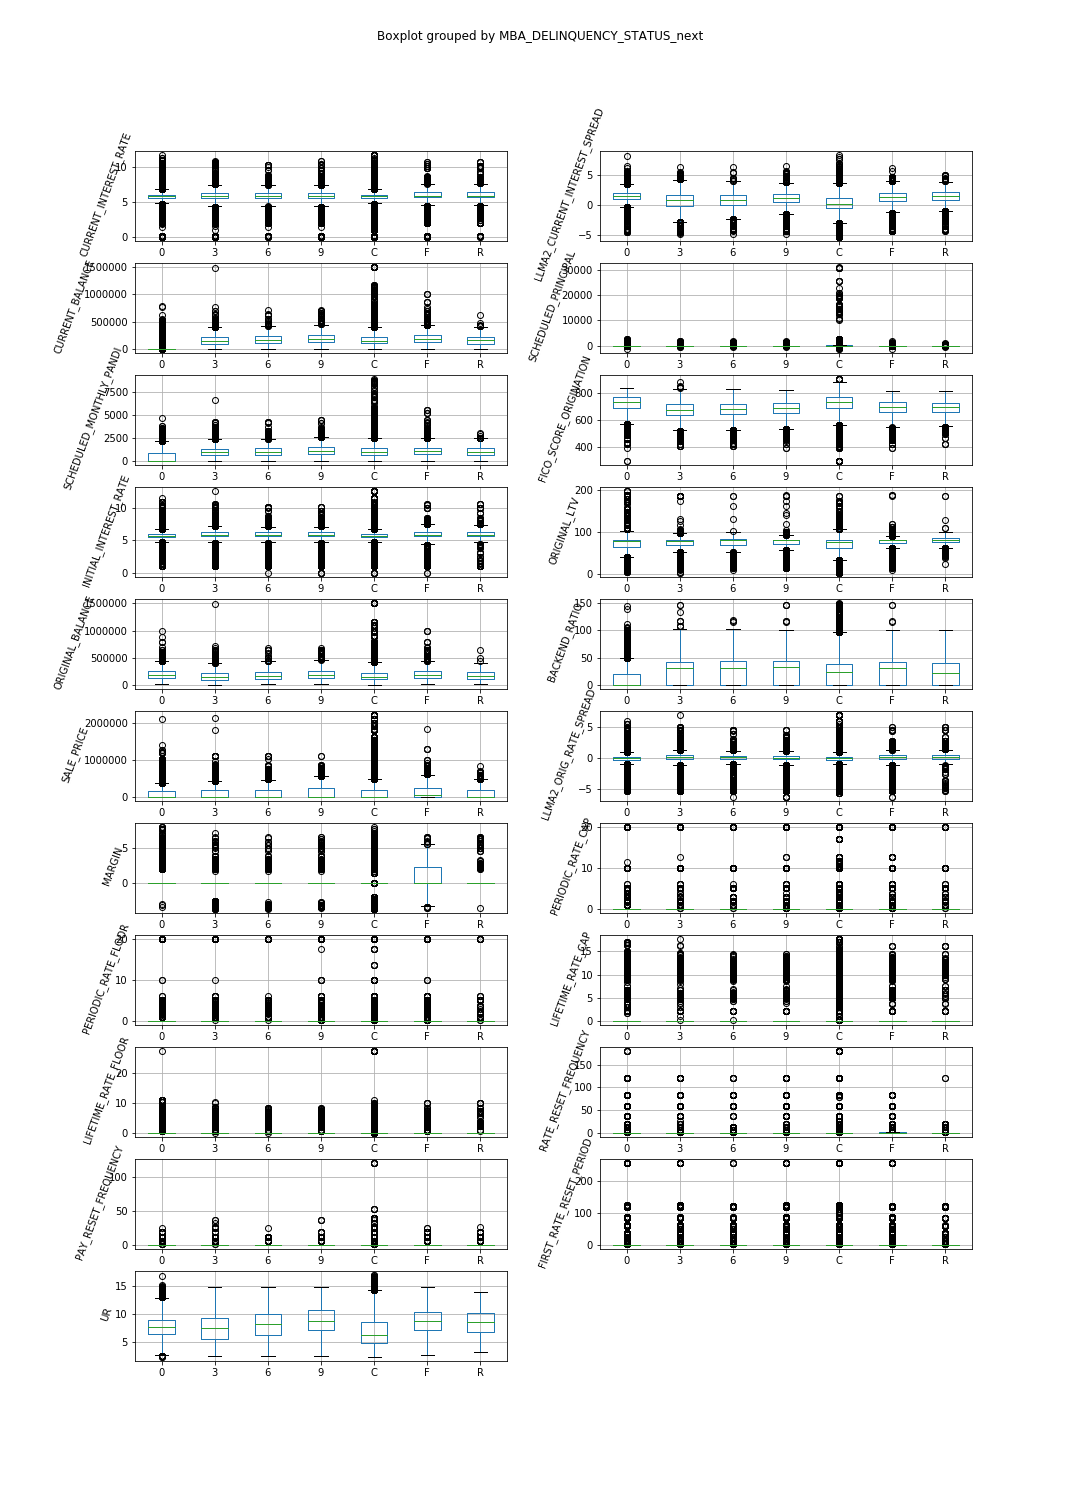 Boxplot grouped by MBA_DELINQUENCY_STATUS_next
CURRENT_INTEREST_RATE
10
5
0
0 3 6 9 C F R
LLMA2_CURRENT_INTEREST_SPREAD
5
0
−5
0 3 6 9 C F R
CURRENT_BALANCE
1500000
1000000
500000
0
0 3 6 9 C F R
SCHEDULED_PRINCIPAL
30000
20000
10000
0
0 3 6 9 C F R
SCHEDULED_MONTHLY_PANDI
7500
5000
2500
0
0 3 6 9 C F R
FICO_SCORE_ORIGINATION
800
600
400
0 3 6 9 C F R
INITIAL_INTEREST_RATE
10
5
0
0 3 6 9 C F R
ORIGINAL_LTV
200
100
0
0 3 6 9 C F R
ORIGINAL_BALANCE
1500000
1000000
500000
0
0 3 6 9 C F R
BACKEND_RATIO
150
100
50
0
0 3 6 9 C F R
SALE_PRICE
2000000
1000000
0
0 3 6 9 C F R
LLMA2_ORIG_RATE_SPREAD
5
0
−5
0 3 6 9 C F R
MARGIN
5
0
0 3 6 9 C F R
PERIODIC_RATE_CAP
20
10
0
0 3 6 9 C F R
PERIODIC_RATE_FLOOR
20
10
0
0 3 6 9 C F R
LIFETIME_RATE_CAP
15
10
5
0
0 3 6 9 C F R
LIFETIME_RATE_FLOOR
20
10
0
0 3 6 9 C F R
RATE_RESET_FREQUENCY
150
100
50
0
0 3 6 9 C F R
PAY_RESET_FREQUENCY
100
50
0
0 3 6 9 C F R
FIRST_RATE_RESET_PERIOD
200
100
0
0 3 6 9 C F R
UR
15
10
5
0 3 6 9 C F R